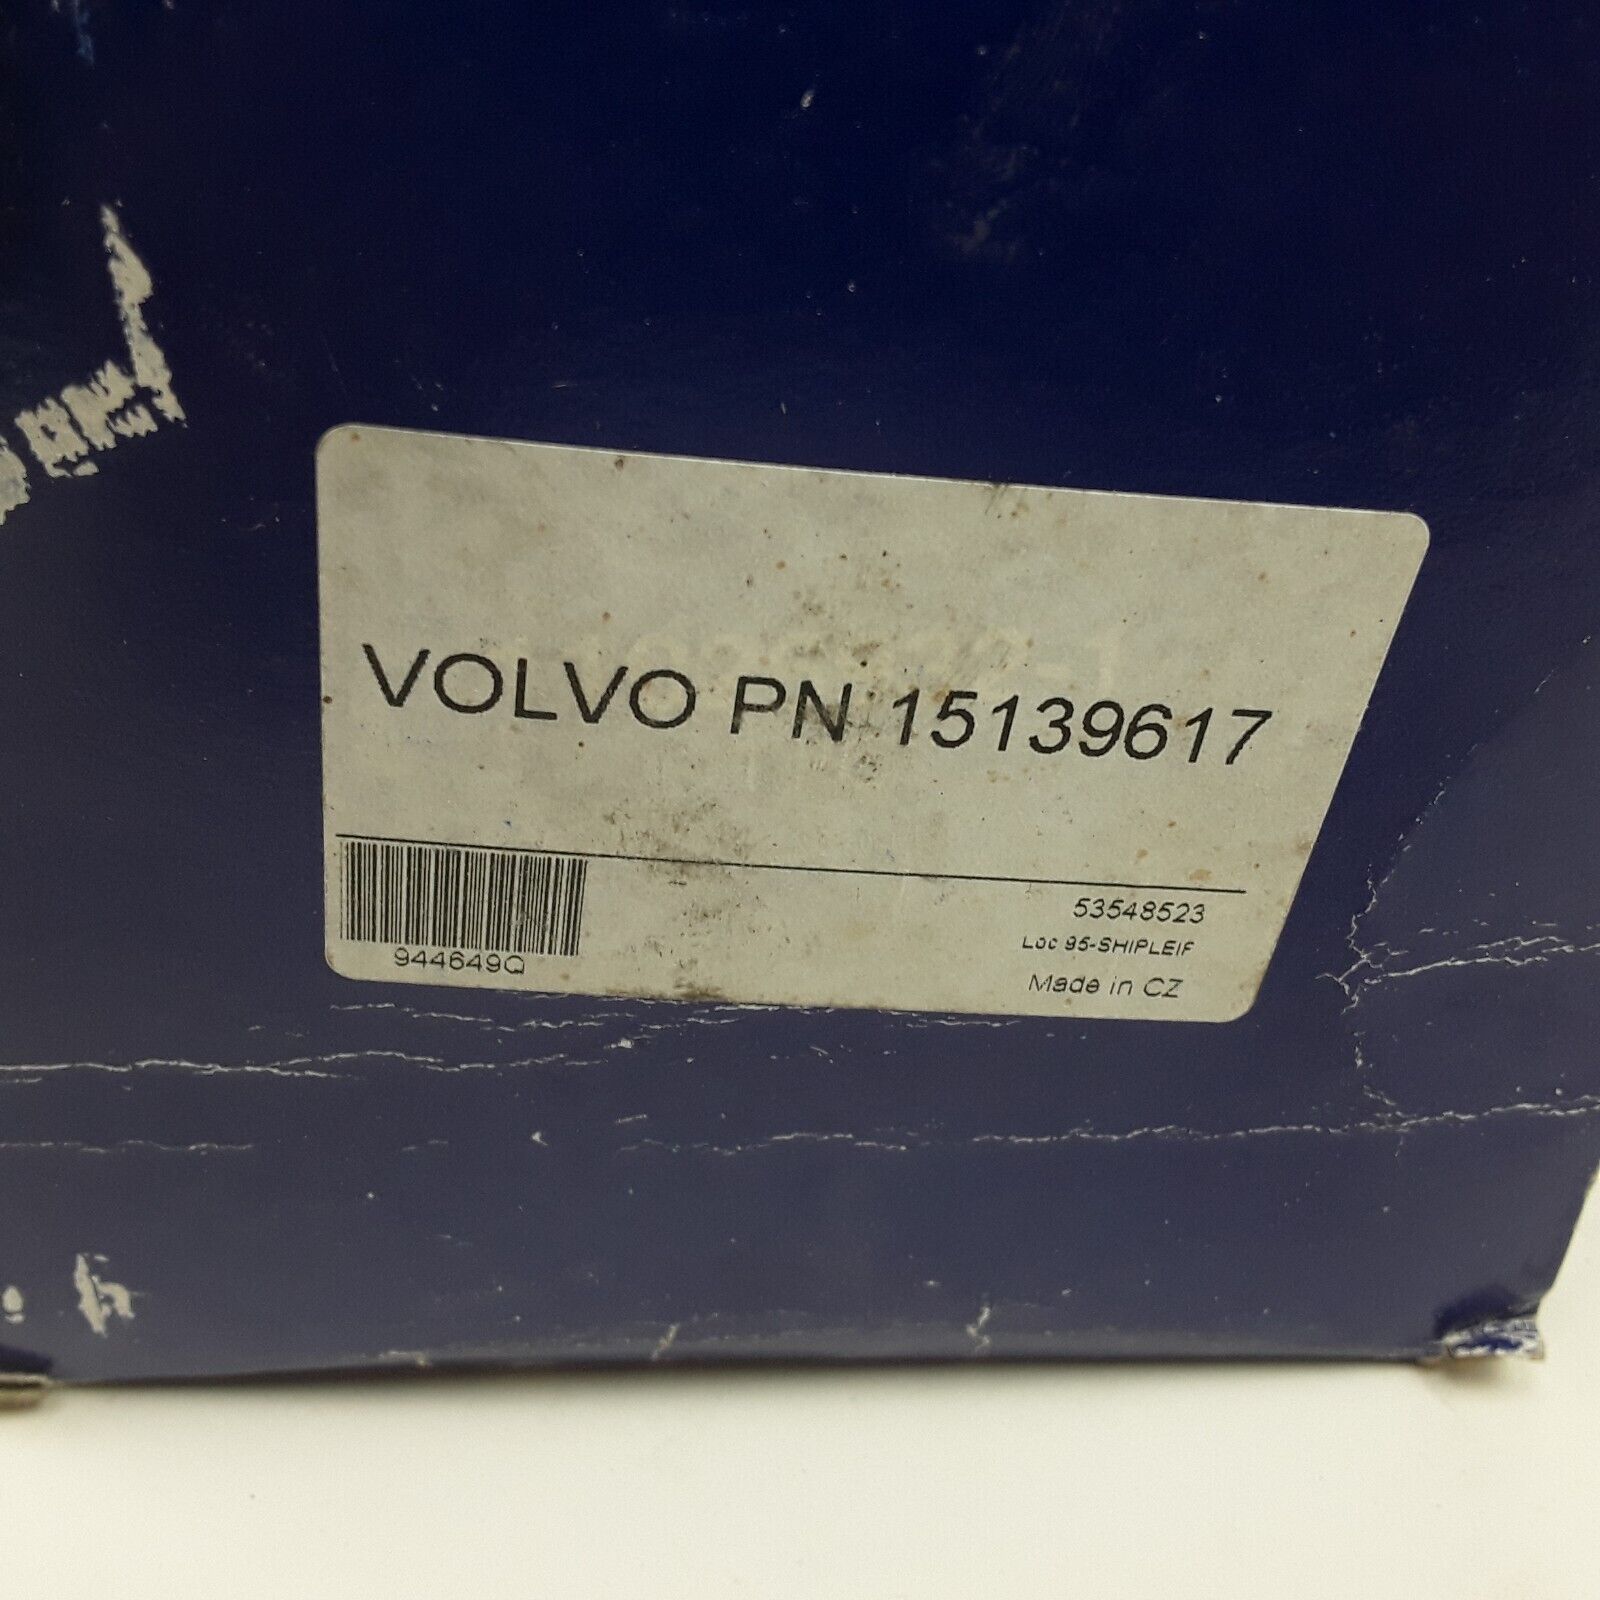 VOLVO PN 15139617
53548523
Loc 95-SHIPLEIF
944649Q
Made in CZ